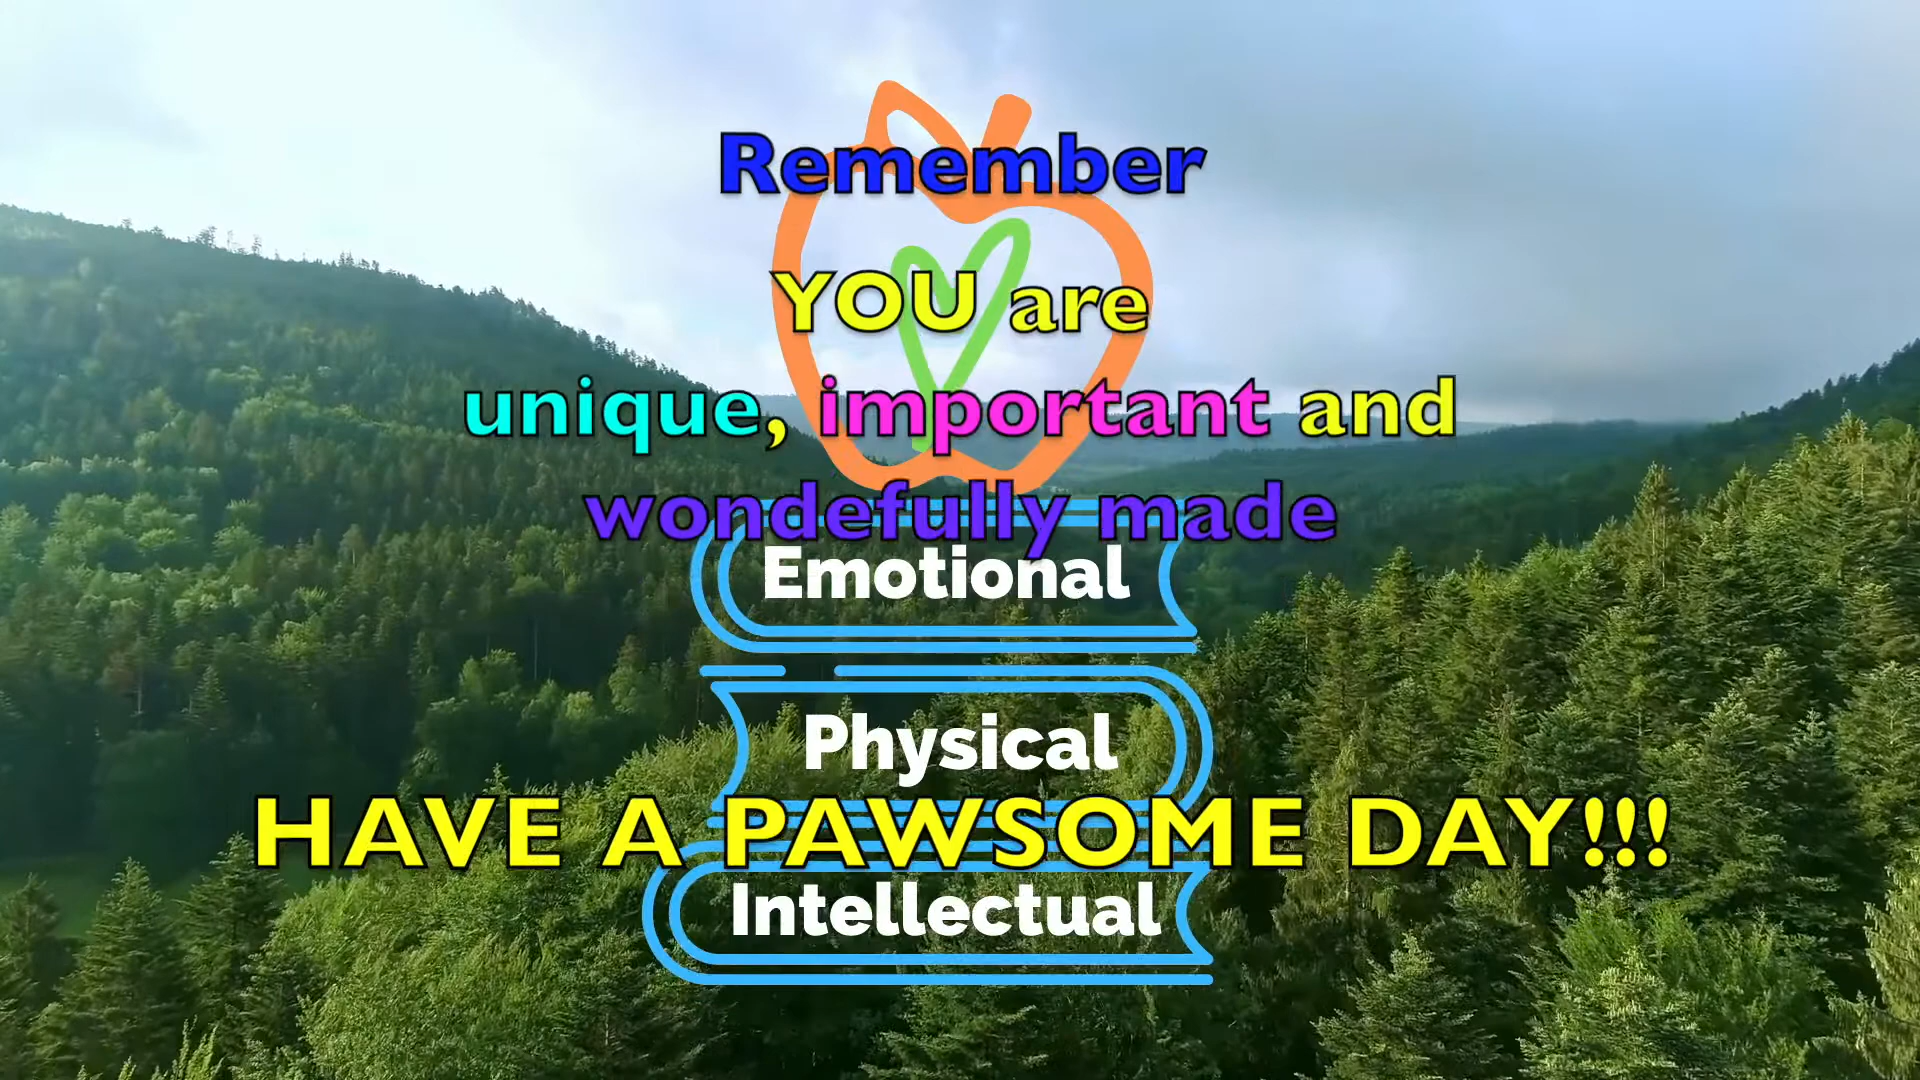 Remember
YOU are
unique, important and
wondefully made
Emotional
Physical
HAVE A PAWSOME DAY!!!
Intellectual